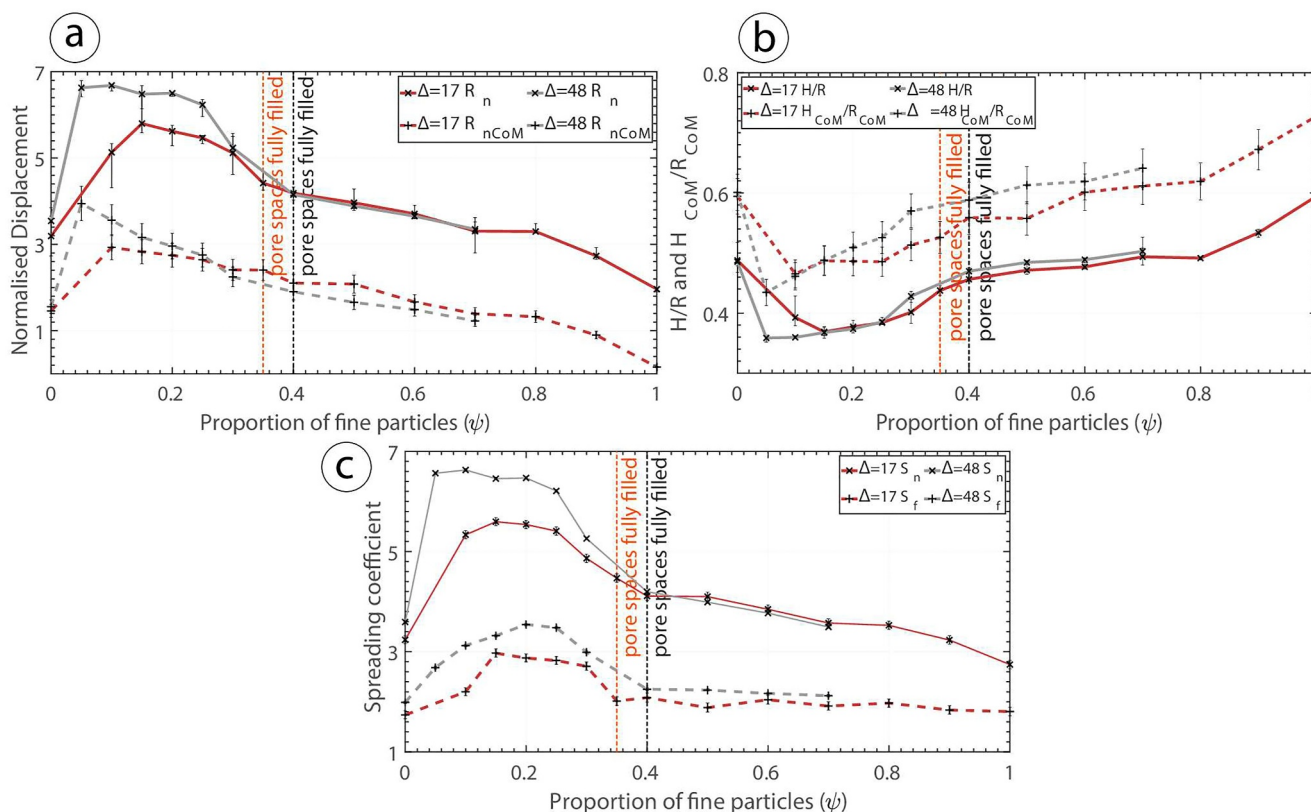 a
7
5
3
1
Normalised Displacement
0
0.2
0.4
0.6
0.8
1
Proportion of fine particles (ψ)
Δ=17 R n
Δ=48 R n
Δ=17 R nCoM
Δ=48 R nCoM
pore spaces fully filled
pore spaces fully filled
b
0.8
0.6
0.4
H/R and H CoM/R CoM
0
0.2
0.4
0.6
0.8
Proportion of fine particles (ψ)
Δ=17 H/R
Δ=48 H/R
Δ=17 H CoM/R CoM
Δ =48 H CoM/R CoM
pore spaces fully filled
pore spaces fully filled
c
7
5
3
1
Spreading coefficient
0
0.2
0.4
0.6
0.8
1
Proportion of fine particles (ψ)
Δ=17 S n
Δ=48 S n
Δ=17 S f
Δ=48 S f
pore spaces fully filled
pore spaces fully filled